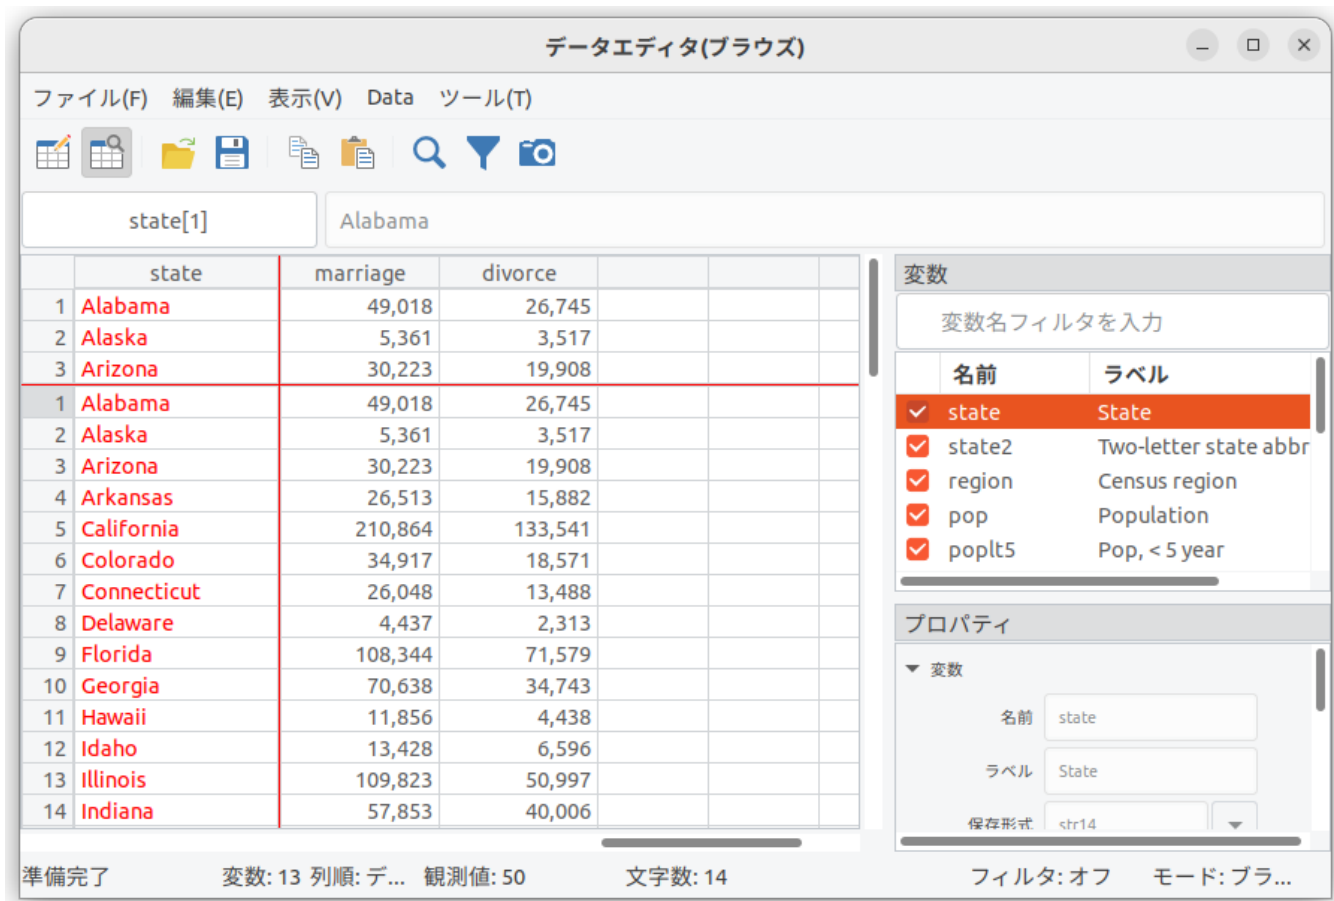 データエディタ(ブラウズ)
ファイル(F) 編集(E) 表示(V) Data ツール(T)
state[1] Alabama
state marriage divorce
1 Alabama 49,018 26,745
2 Alaska 5,361 3,517
3 Arizona 30,223 19,908
1 Alabama 49,018 26,745
2 Alaska 5,361 3,517
3 Arizona 30,223 19,908
4 Arkansas 26,513 15,882
5 California 210,864 133,541
6 Colorado 34,917 18,571
7 Connecticut 26,048 13,488
8 Delaware 4,437 2,313
9 Florida 108,344 71,579
10 Georgia 70,638 34,743
11 Hawaii 11,856 4,438
12 Idaho 13,428 6,596
13 Illinois 109,823 50,997
14 Indiana 57,853 40,006
変数
変数名フィルタを入力
名前 ラベル
state State
state2 Two-letter state abbr
region Census region
pop Population
poplt5 Pop, < 5 year
プロパティ
変数
名前 state
ラベル State
保存形式 str14
準備完了 変数: 13 列順: デ... 観測値: 50 文字数: 14 フィルタ: オフ モード: ブラ...